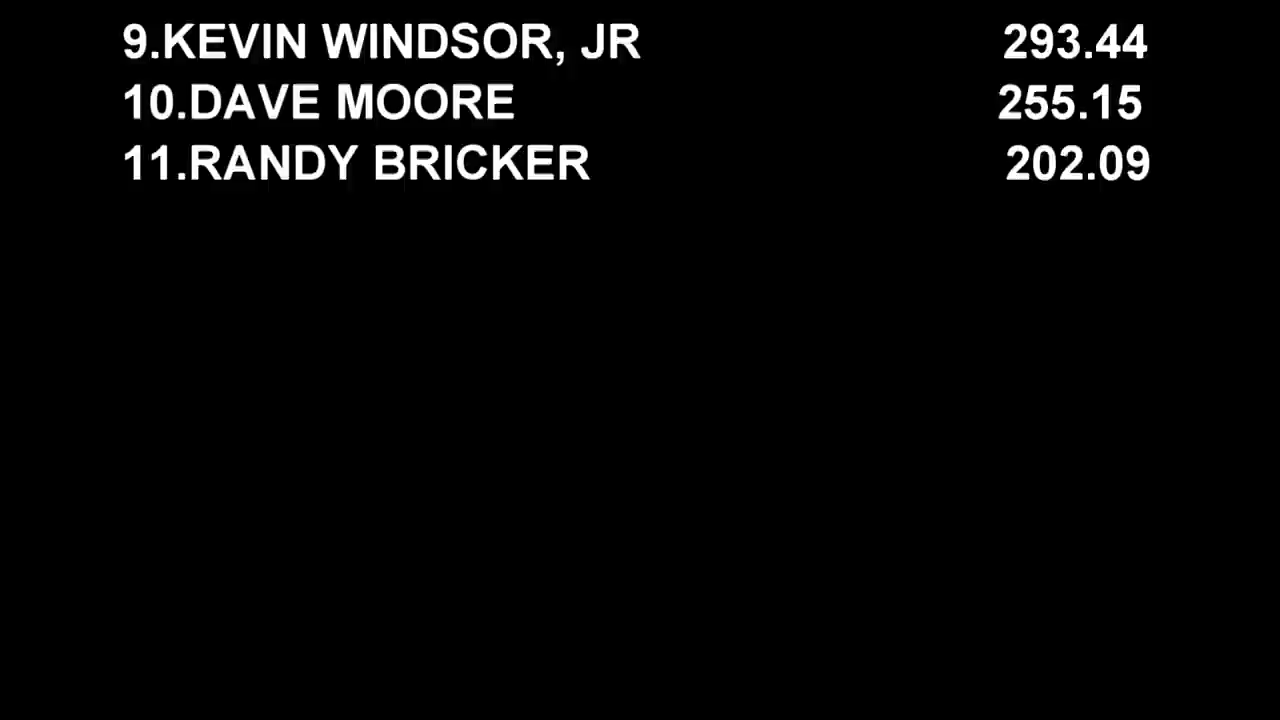 9.KEVIN WINDSOR, JR 293.44
10.DAVE MOORE 255.15
11.RANDY BRICKER 202.09